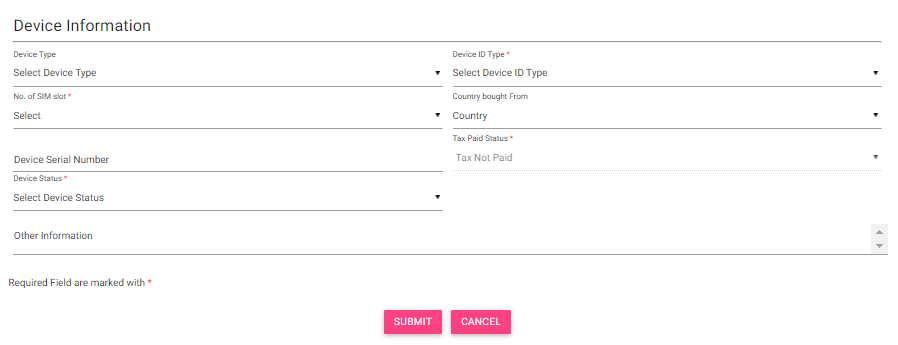 Device Information
Device Type
Device ID Type *
Select Device Type
Select Device ID Type
No. of SIM slot *
Country bought From
Select
Country
Tax Paid Status *
Device Serial Number
Tax Not Paid
Device Status *
Select Device Status
Other Information
Required Field are marked with *
SUBMIT
CANCEL